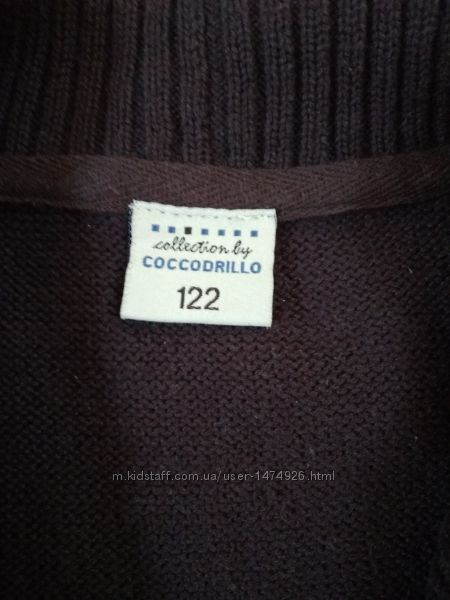 collection by
COCCODRILLO
122
m.kidstaff.com.ua/user-1474926.html